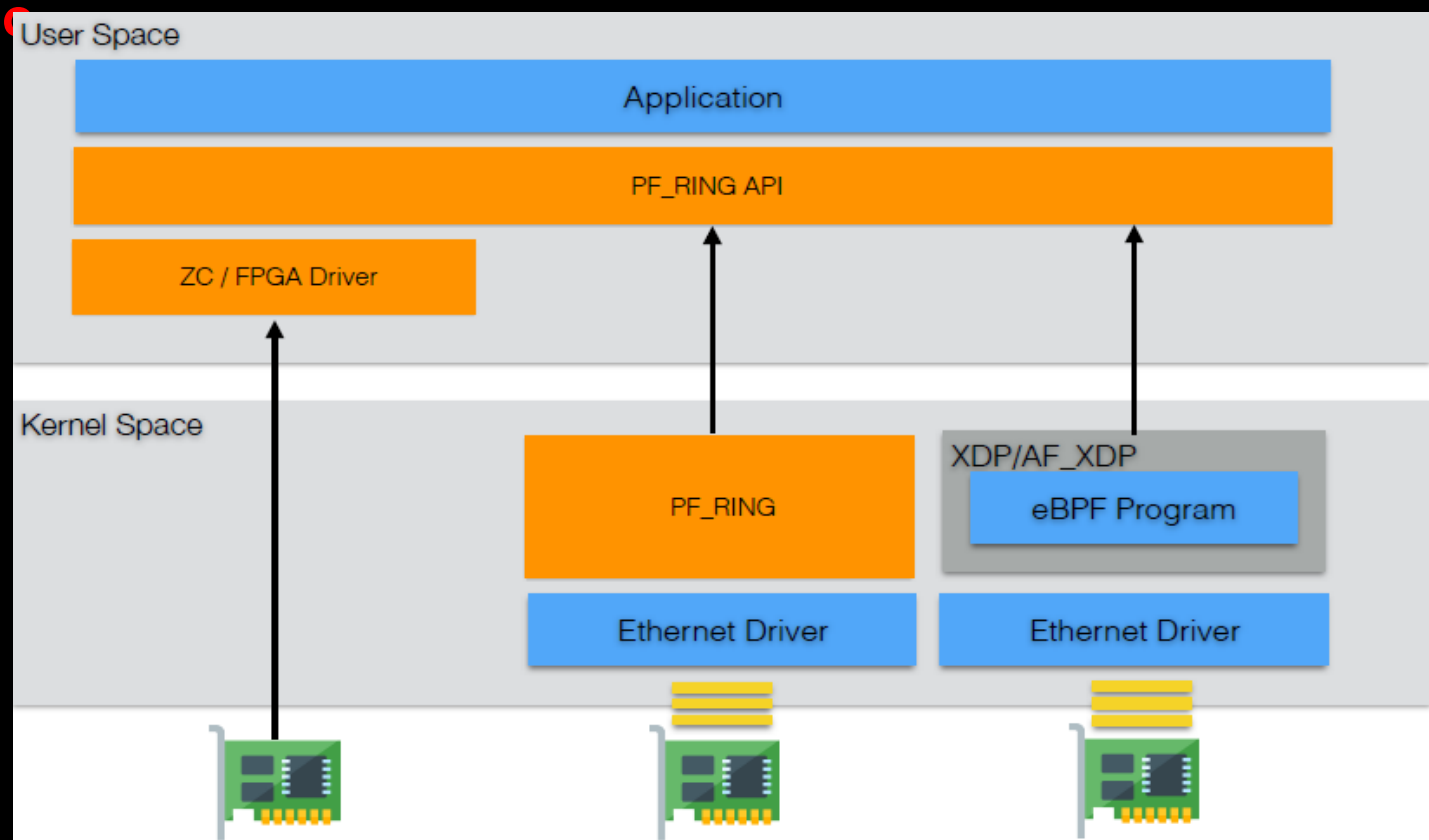 User Space
Application
PF_RING API
ZC / FPGA Driver
Kernel Space
PF_RING
XDP/AF_XDP
eBPF Program
Ethernet Driver
Ethernet Driver